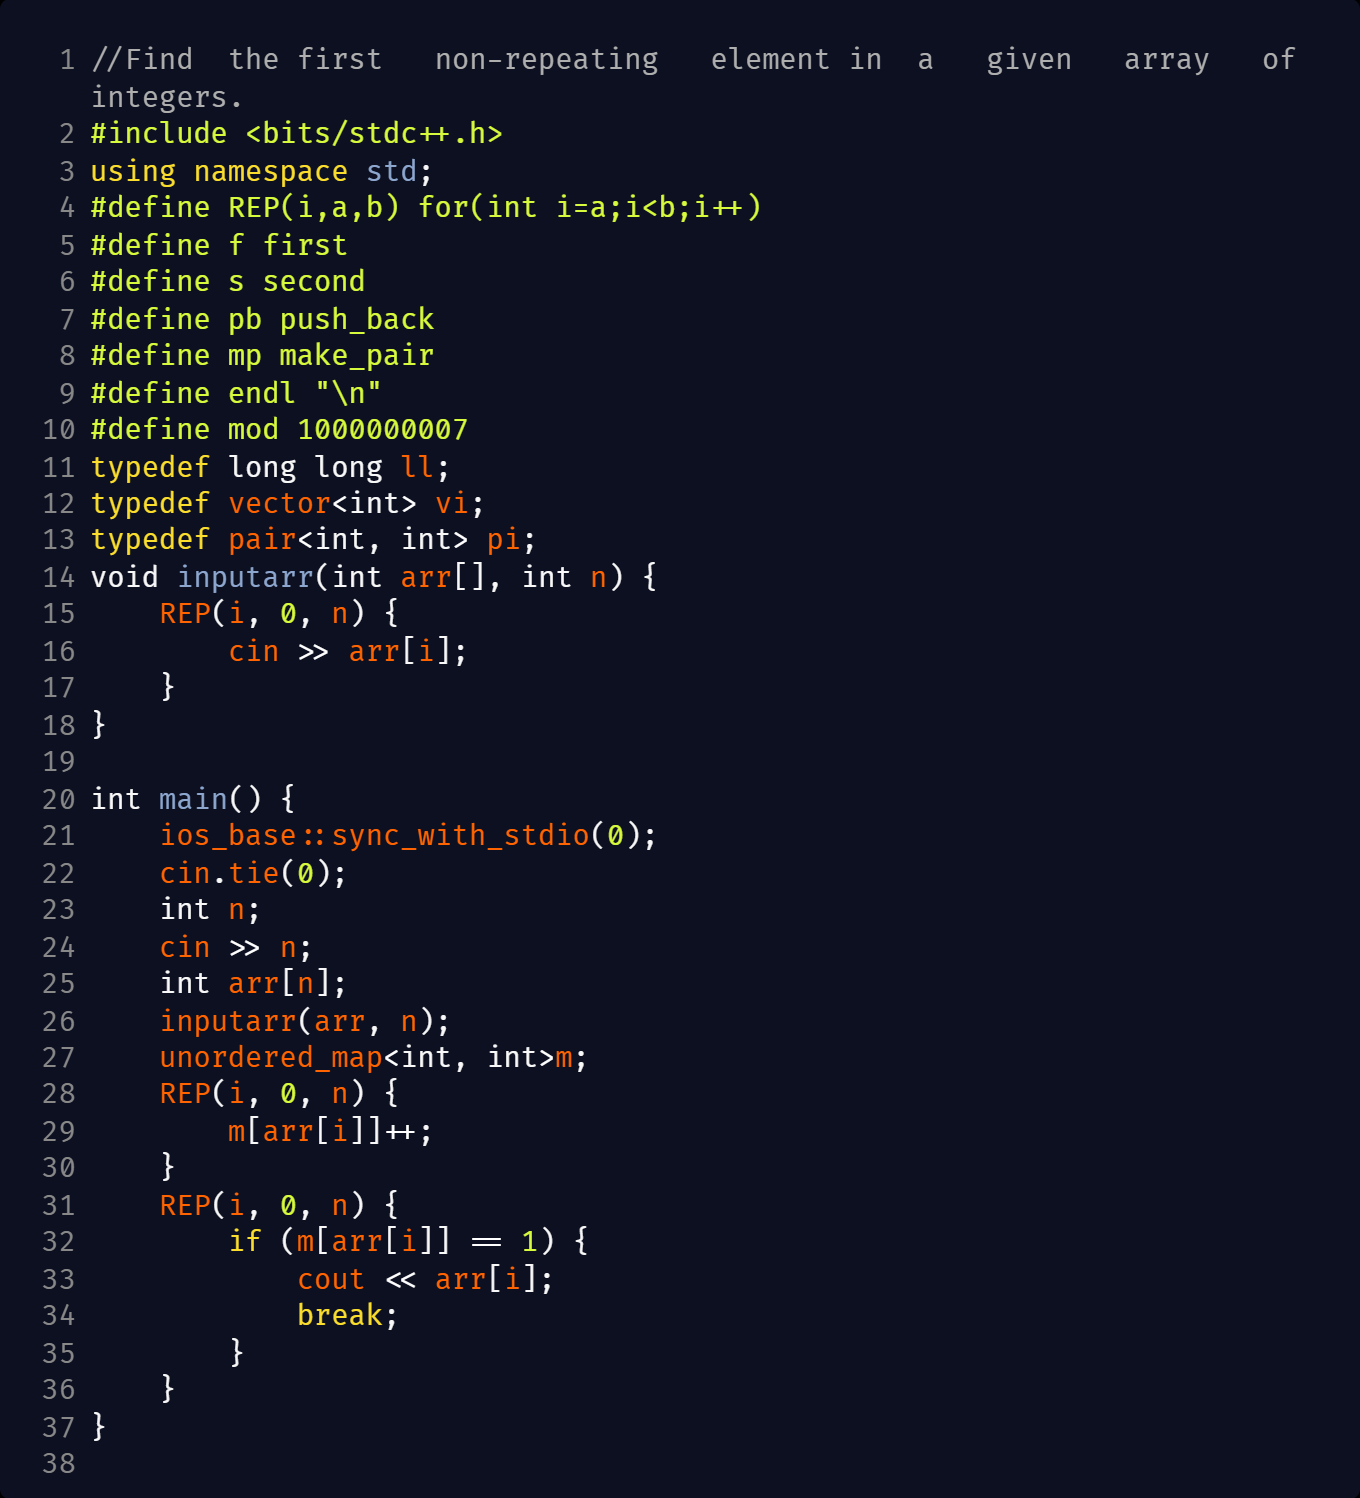 1 //Find  the first   non-repeating   element in  a   given   array   of
integers.
2 #include <bits/stdc++.h>
3 using namespace std;
4 #define REP(i,a,b) for(int i=a;i<b;i++)
5 #define f first
6 #define s second
7 #define pb push_back
8 #define mp make_pair
9 #define endl "\n"
10 #define mod 1000000007
11 typedef long long ll;
12 typedef vector<int> vi;
13 typedef pair<int, int> pi;
14 void inputarr(int arr[], int n) {
15     REP(i, 0, n) {
16         cin >> arr[i];
17     }
18 }
19
20 int main() {
21     ios_base::sync_with_stdio(0);
22     cin.tie(0);
23     int n;
24     cin >> n;
25     int arr[n];
26     inputarr(arr, n);
27     unordered_map<int, int>m;
28     REP(i, 0, n) {
29         m[arr[i]]++;
30     }
31     REP(i, 0, n) {
32         if (m[arr[i]] == 1) {
33             cout << arr[i];
34             break;
35         }
36     }
37 }
38